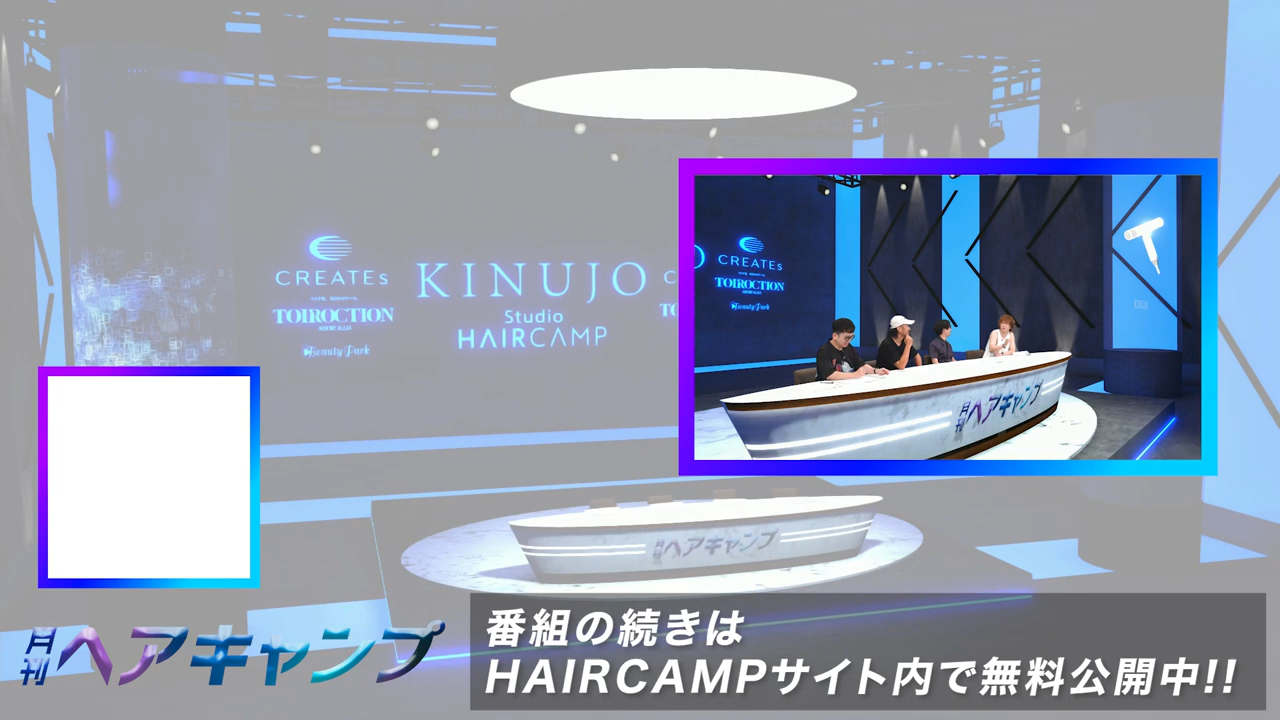 CREATEs
TOIROCTION
Beauty Park
KINUJO
Studio
HAIRCAMP
CREATEs
TOIROCTION
Beauty Park
月刊ヘアキャンプ
月刊ヘアキャンプ
月刊ヘアキャンプ
番組の続きは
HAIRCAMPサイト内で無料公開中!!